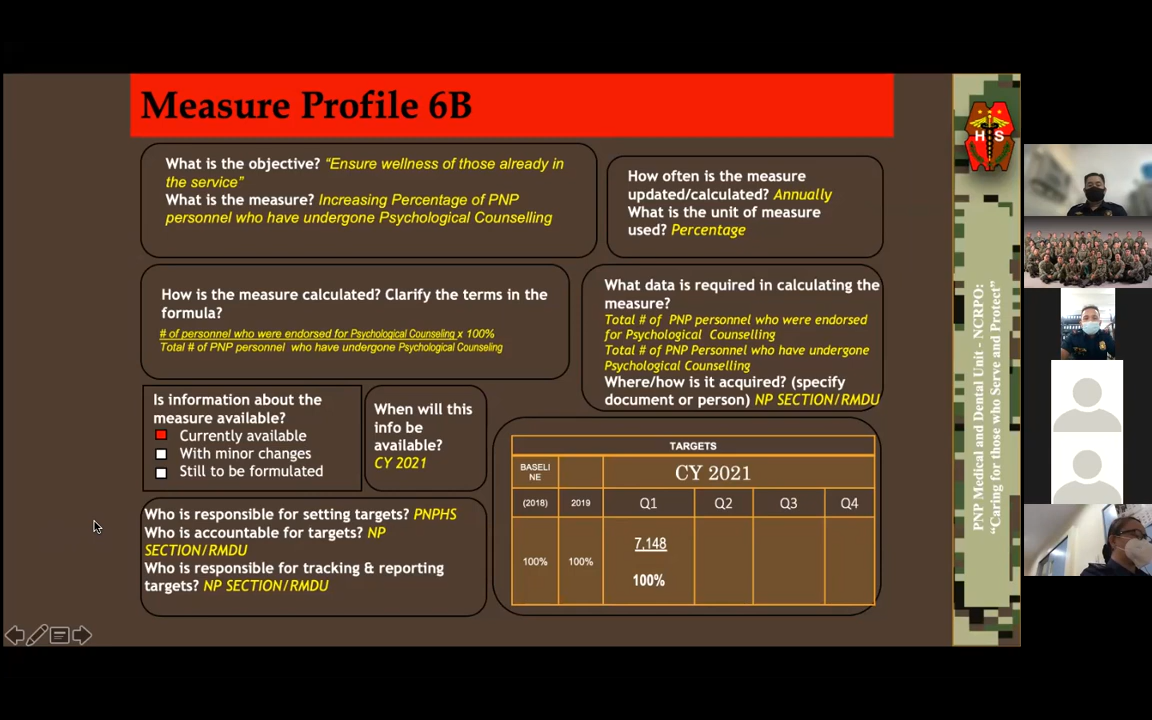 Measure Profile 6B
What is the objective? “Ensure wellness of those already in
the service”
What is the measure? Increasing Percentage of PNP
personnel who have undergone Psychological Counselling
How often is the measure
updated/calculated? Annually
What is the unit of measure
used? Percentage
How is the measure calculated? Clarify the terms in the
formula?
# of personnel who were endorsed for Psychological Counseling x 100%
Total # of PNP personnel who have undergone Psychological Counseling
What data is required in calculating the
measure?
Total # of PNP personnel who were endorsed
for Psychological Counselling
Total # of PNP Personnel who have undergone
Psychological Counselling
Where/how is it acquired? (specify
document or person) NP SECTION/RMDU
Is information about the
measure available?
Currently available
With minor changes
Still to be formulated
When will this
info be
available?
CY 2021
Who is responsible for setting targets? PNPHS
Who is accountable for targets? NP
SECTION/RMDU
Who is responsible for tracking & reporting
targets? NP SECTION/RMDU
TARGETS
BASELI
NE
CY 2021
(2018) 2019 Q1 Q2 Q3 Q4
100% 100% 7,148
100%
H S
PNP Medical and Dental Unit - NCRPO:
“Caring for those who Serve and Protect”